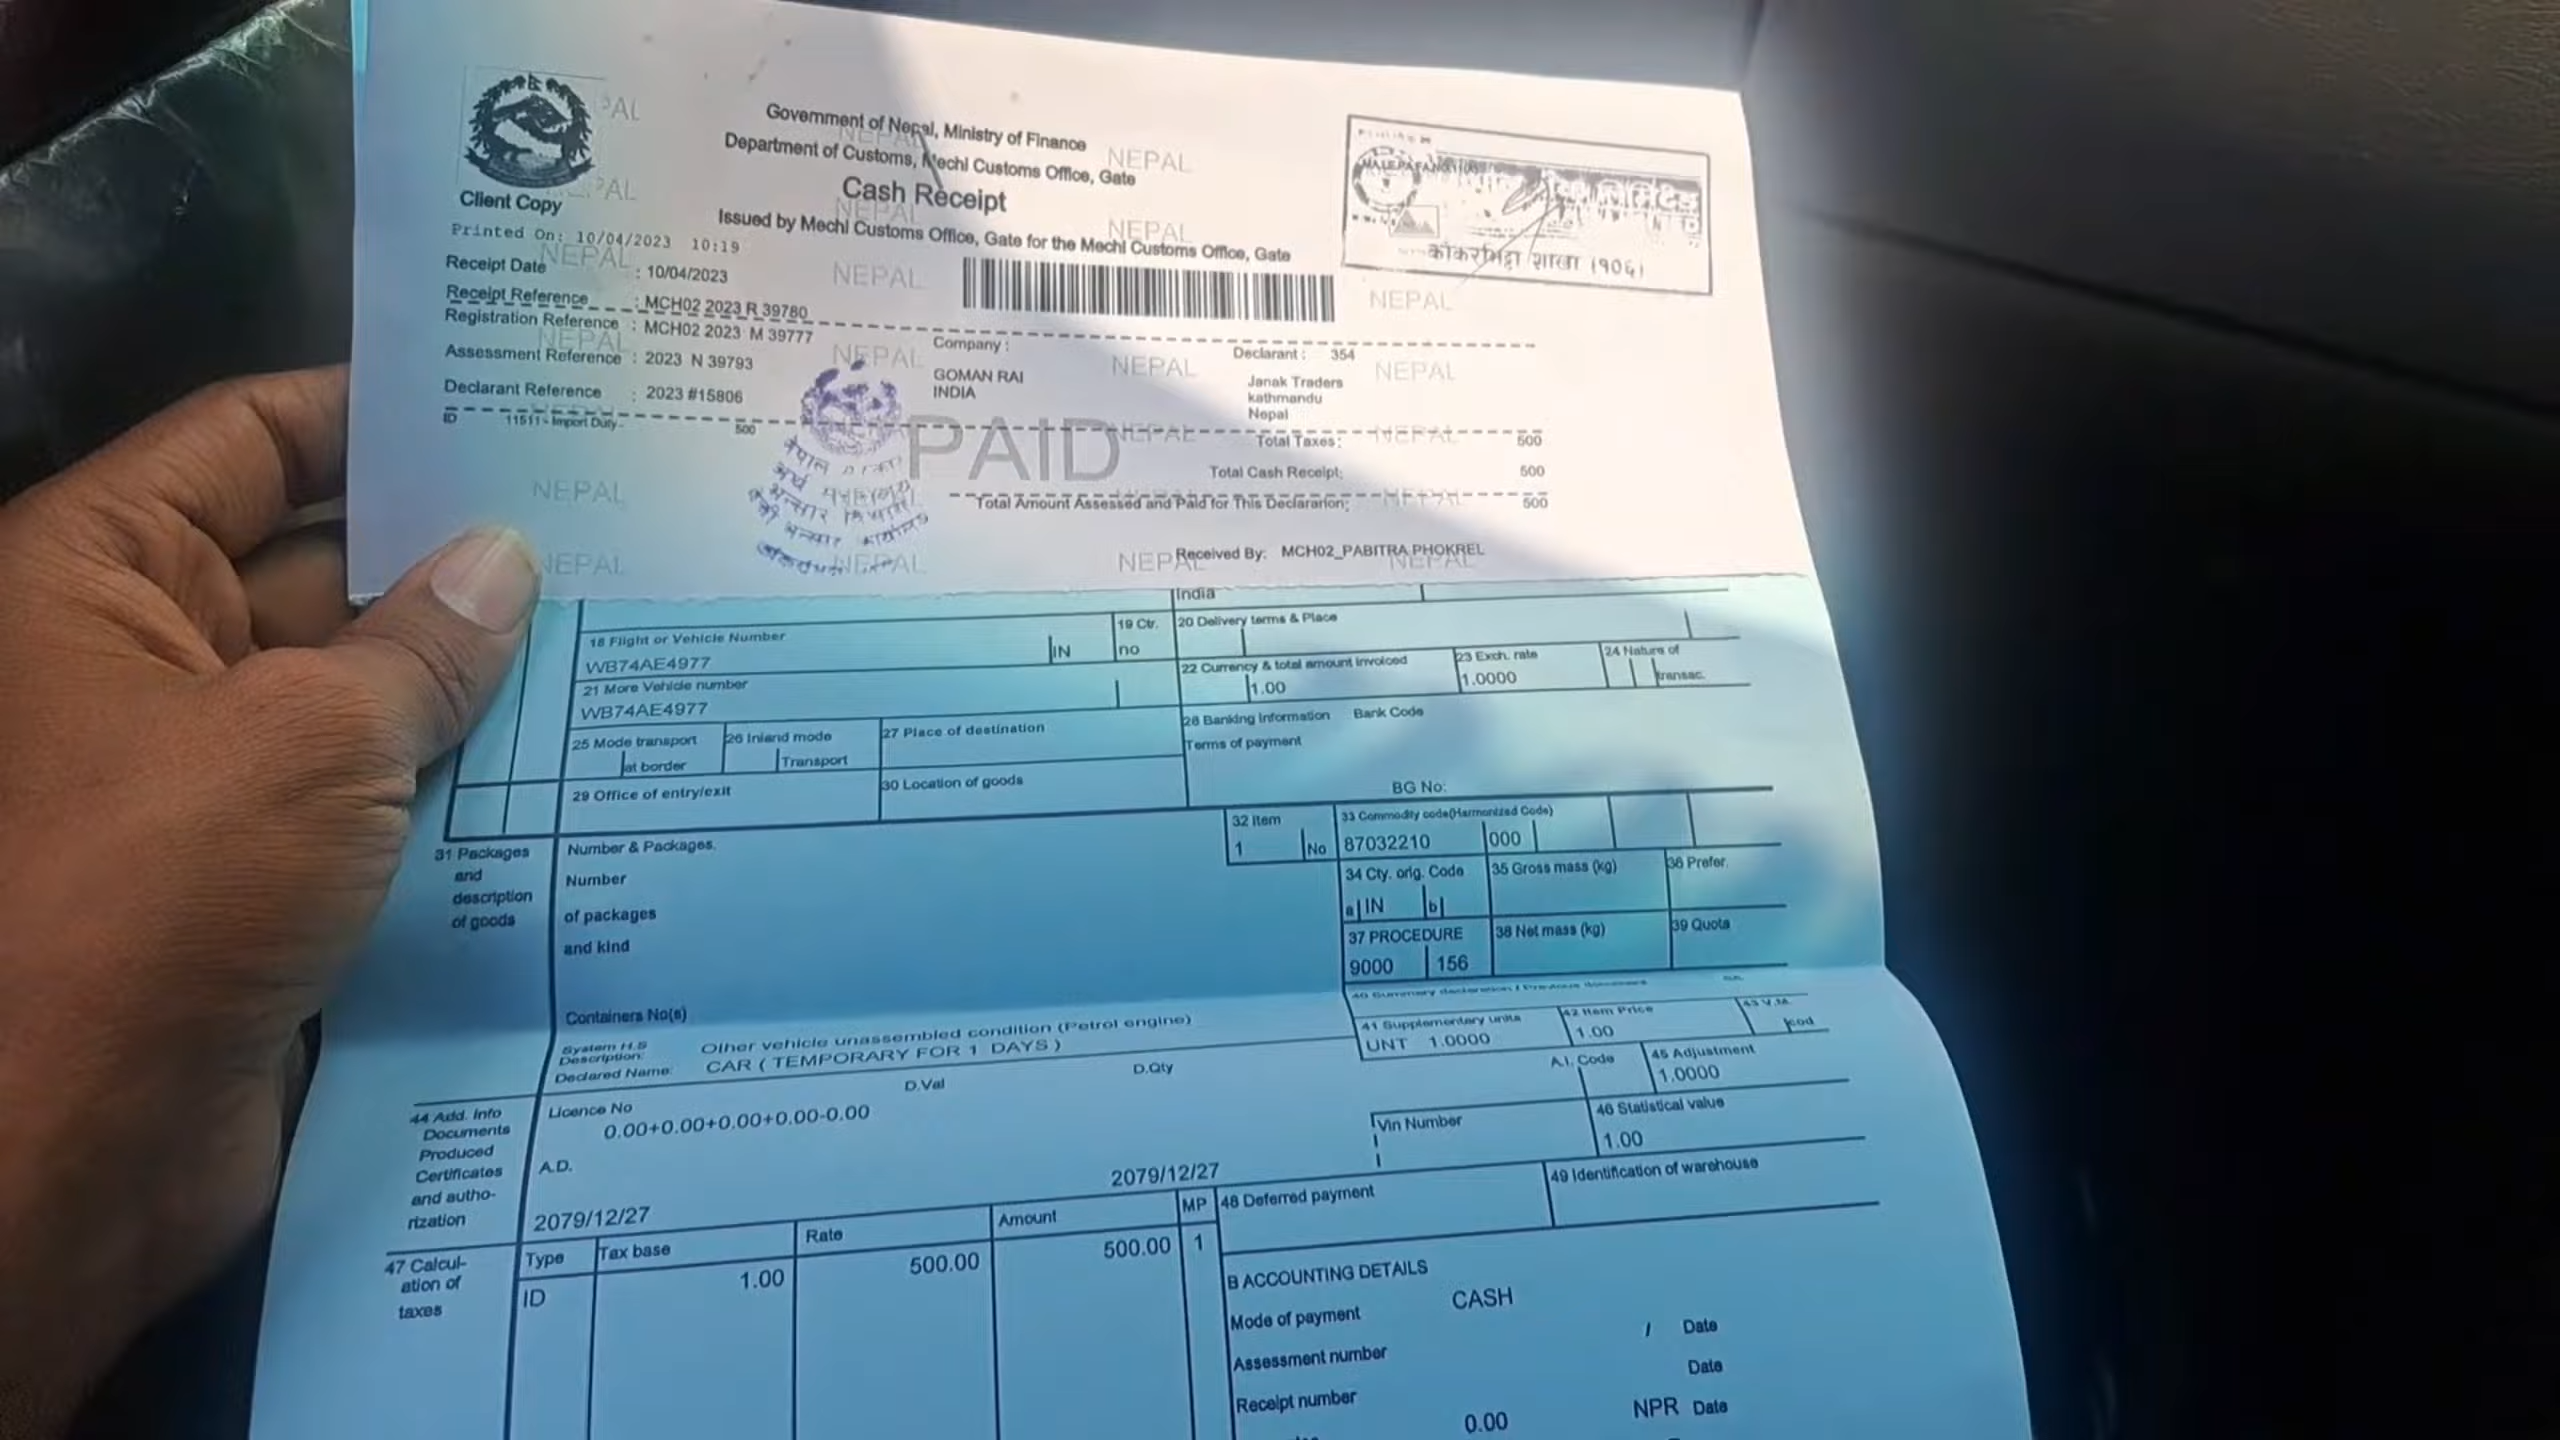 Government of Nepal, Ministry of Finance
Department of Customs, Mechi Customs Office, Gate
Cash Receipt
Issued by Mechi Customs Office, Gate for the Mechi Customs Office, Gate
Client Copy
Printed On: 10/04/2023 10:19
Receipt Date : 10/04/2023
Receipt Reference : MCH02 2023 R 39780
Registration Reference : MCH02 2023 M 39777
Assessment Reference : 2023 N 39793
Declarant Reference : 2023 #15806
Company :
GOMAN RAI
INDIA
Declarant : 354
Janak Traders
kathmandu
Nepal
काँकरभिट्टा शाखा (१०६)
ID 11511 - Import Duty - 500
PAID
Total Taxes: 500
Total Cash Receipt: 500
Total Amount Assessed and Paid for This Declararion: 500
नेपाल
Received By: MCH02_PABITRA PHOKREL
NEPAL
India
18 Flight or Vehicle Number
WB74AE4977
IN
19 Ctr.
no
20 Delivery terms & Place
21 More Vehicle number
WB74AE4977
22 Currency & total amount invoiced
1.00
23 Exch. rate
1.0000
24 Nature of
transac.
25 Mode transport
at border
26 Inland mode
Transport
27 Place of destination
28 Banking Information Bank Code
Terms of payment
29 Office of entry/exit
30 Location of goods
BG No:
31 Packages
and
description
of goods
Number & Packages.
Number
of packages
and kind
32 Item
1 No
33 Commodity code(Harmonized Code)
87032210 000
34 Cty. orig. Code
a IN b
35 Gross mass (kg)
36 Prefer.
37 PROCEDURE
9000 156
38 Net mass (kg)
39 Quota
Containers No(s)
40 Summary declaration / Previous document
System H.S
Description: Other vehicle unassembled condition (Petrol engine)
Declared Name: CAR ( TEMPORARY FOR 1 DAYS )
41 Supplementary units
UNT 1.0000
42 Item Price
1.00
43 V.M.
cod
44 Add. Info
Documents
Produced
Certificates
and autho-
rization
Licence No
D.Val
D.Qty
0.00+0.00+0.00+0.00-0.00
A.D.
A.I. Code
45 Adjustment
1.0000
Vin Number
46 Statistical value
1.00
2079/12/27
2079/12/27
47 Calcul-
ation of
taxes
Type Tax base Rate Amount MP
ID 1.00 500.00 500.00 1
48 Deferred payment
49 Identification of warehouse
B ACCOUNTING DETAILS
Mode of payment CASH
Assessment number / Date
Receipt number Date
0.00 NPR Date